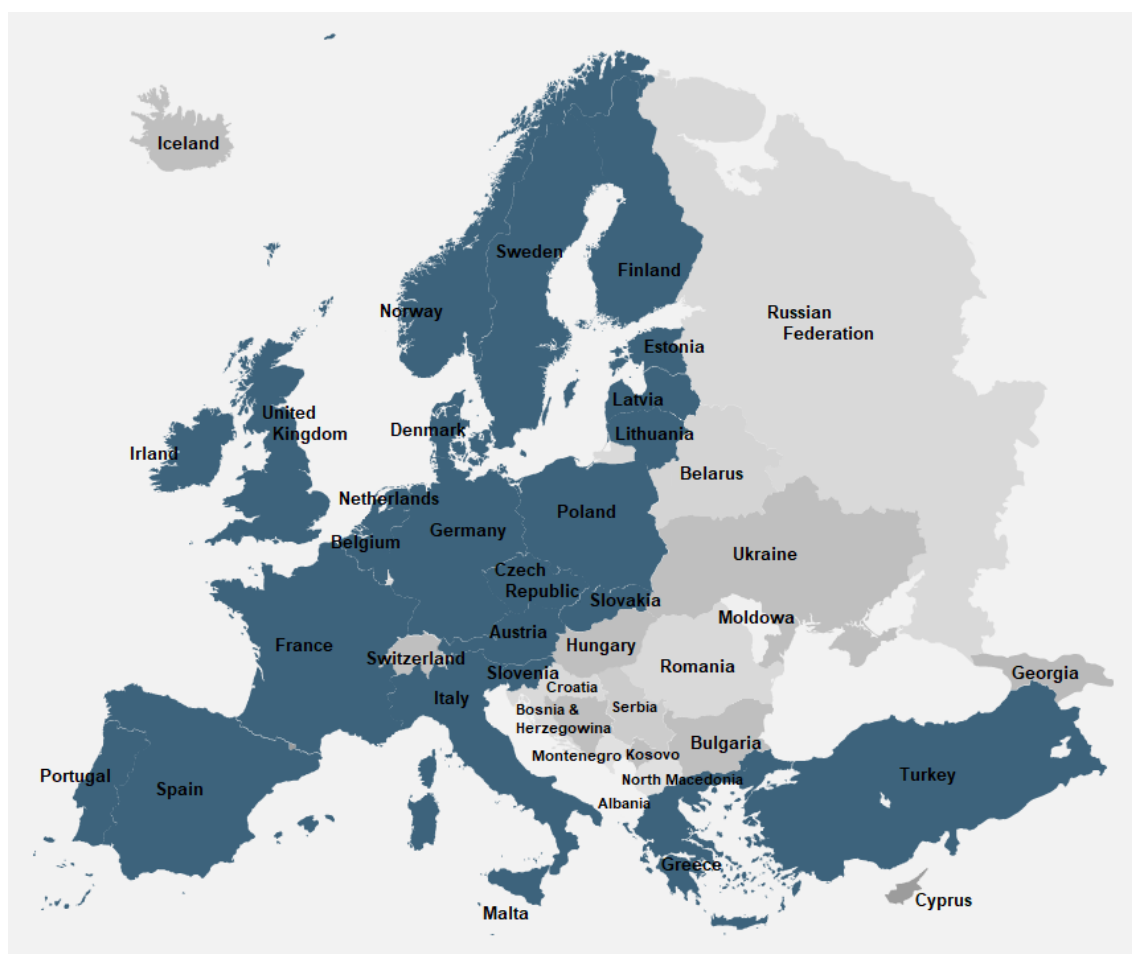 Iceland
Sweden
Finland
Norway
Russian
Federation
Estonia
Latvia
United
Kingdom
Denmark
Lithuania
Irland
Belarus
Netherlands
Poland
Germany
Belgium
Ukraine
Czech
Republic
Slovakia
Moldowa
Austria
France
Hungary
Switzerland
Romania
Slovenia
Georgia
Croatia
Italy
Serbia
Bosnia &
Herzegowina
Bulgaria
Montenegro
Kosovo
Portugal
Turkey
North Macedonia
Spain
Albania
Greece
Cyprus
Malta